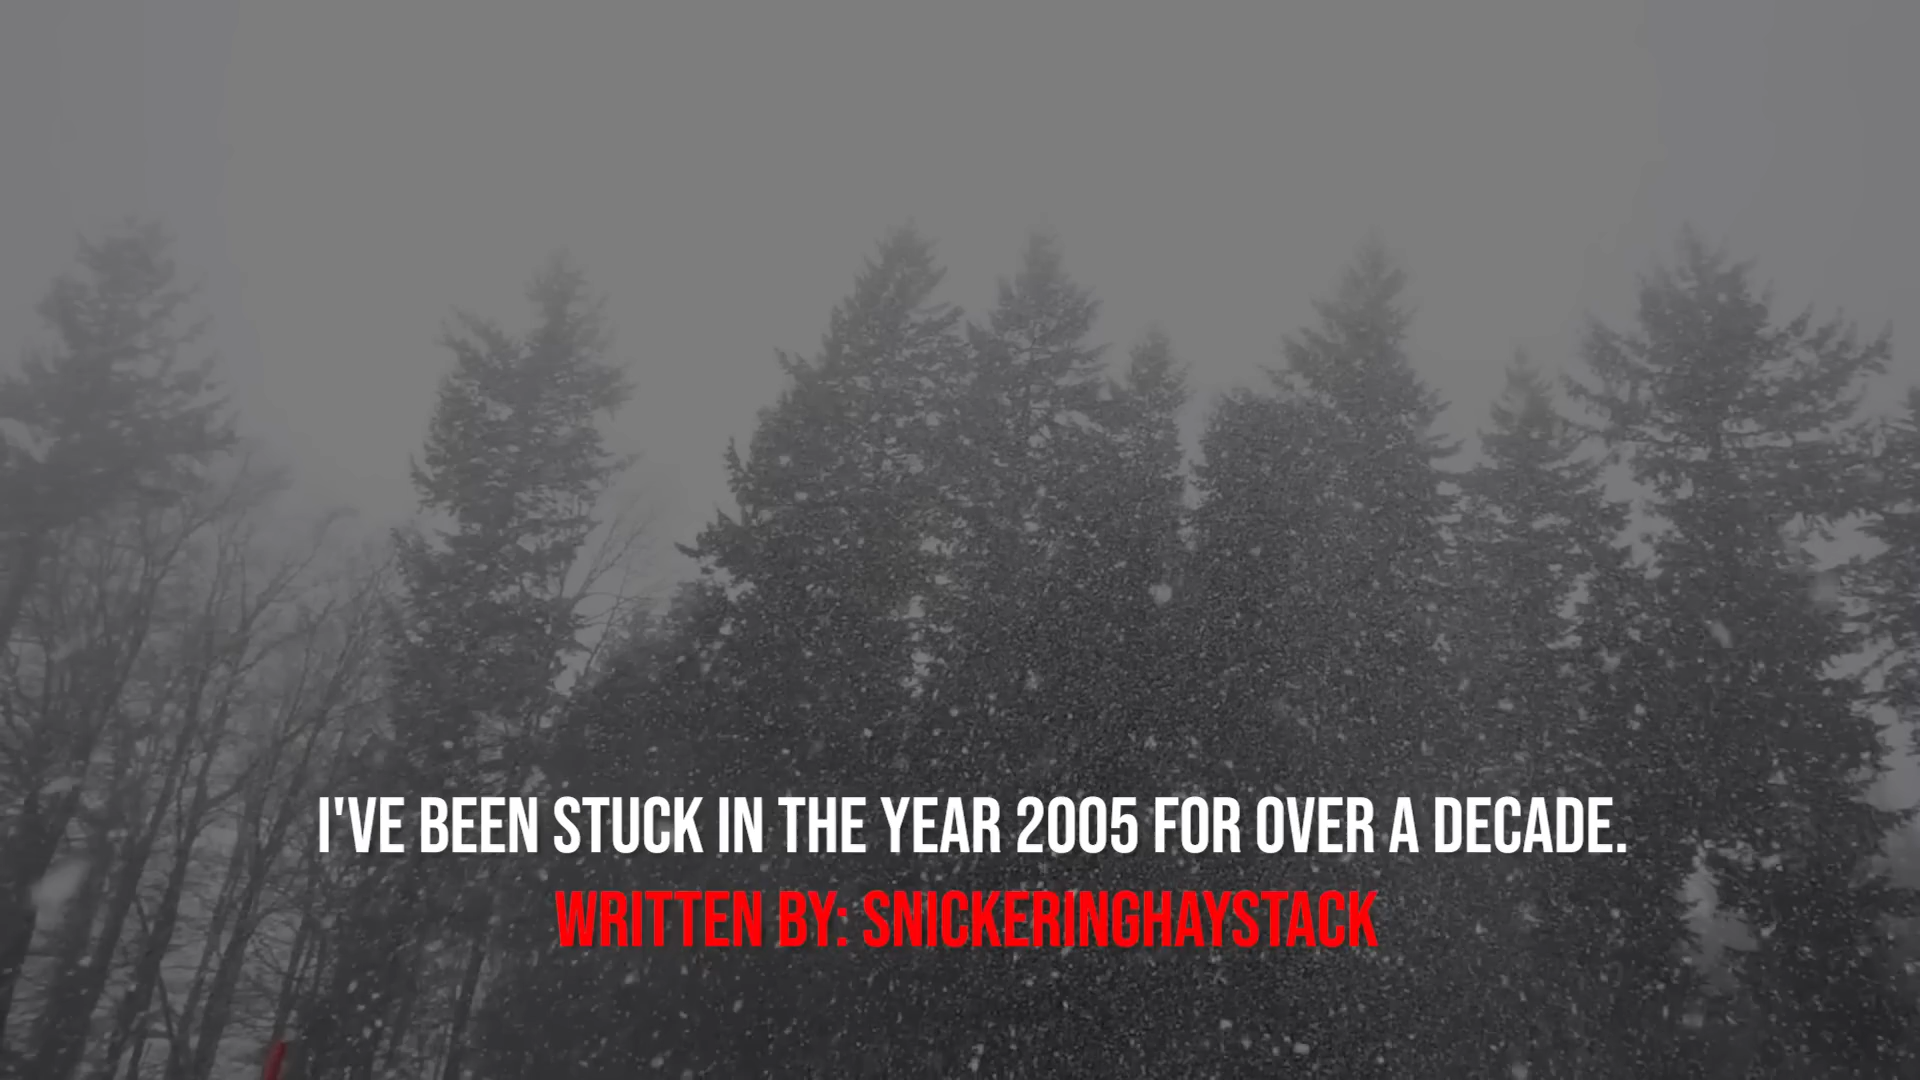 I'VE BEEN STUCK IN THE YEAR 2005 FOR OVER A DECADE.
WRITTEN BY: SNICKERINGHAYSTACK